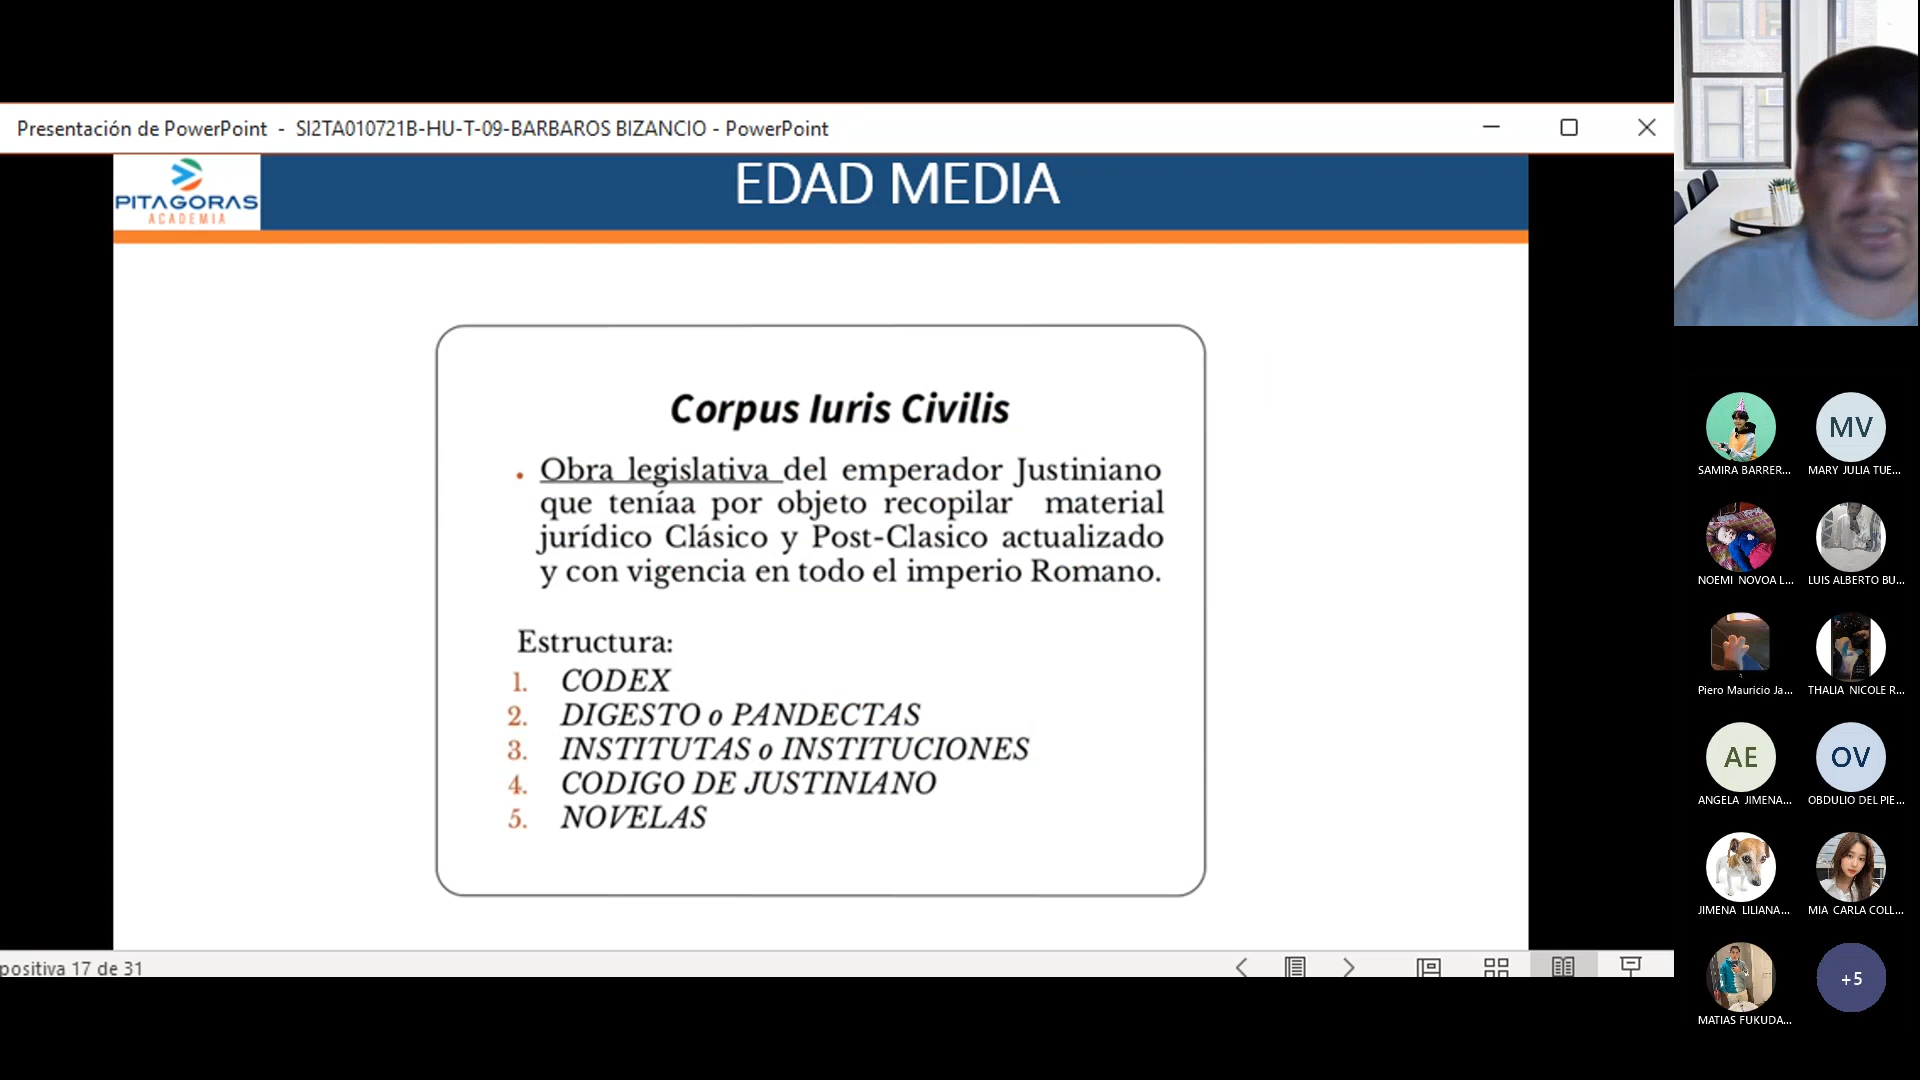 Presentación de PowerPoint - SI2TA010721B-HU-T-09-BARBAROS BIZANCIO - PowerPoint
PITAGORAS
ACADEMIA
EDAD MEDIA
Corpus Iuris Civilis
• Obra legislativa del emperador Justiniano
que teníaa por objeto recopilar material
jurídico Clásico y Post-Clasico actualizado
y con vigencia en todo el imperio Romano.
Estructura:
1. CODEX
2. DIGESTO o PANDECTAS
3. INSTITUTAS o INSTITUCIONES
4. CODIGO DE JUSTINIANO
5. NOVELAS
positiva 17 de 31
MV
SAMIRA BARRER... MARY JULIA TUE...
NOEMI NOVOA L... LUIS ALBERTO BU...
Piero Mauricio Ja... THALIA NICOLE R...
AE OV
ANGELA JIMENA... OBDULIO DEL PIE...
JIMENA LILIANA... MIA CARLA COLL...
+5
MATIAS FUKUDA...